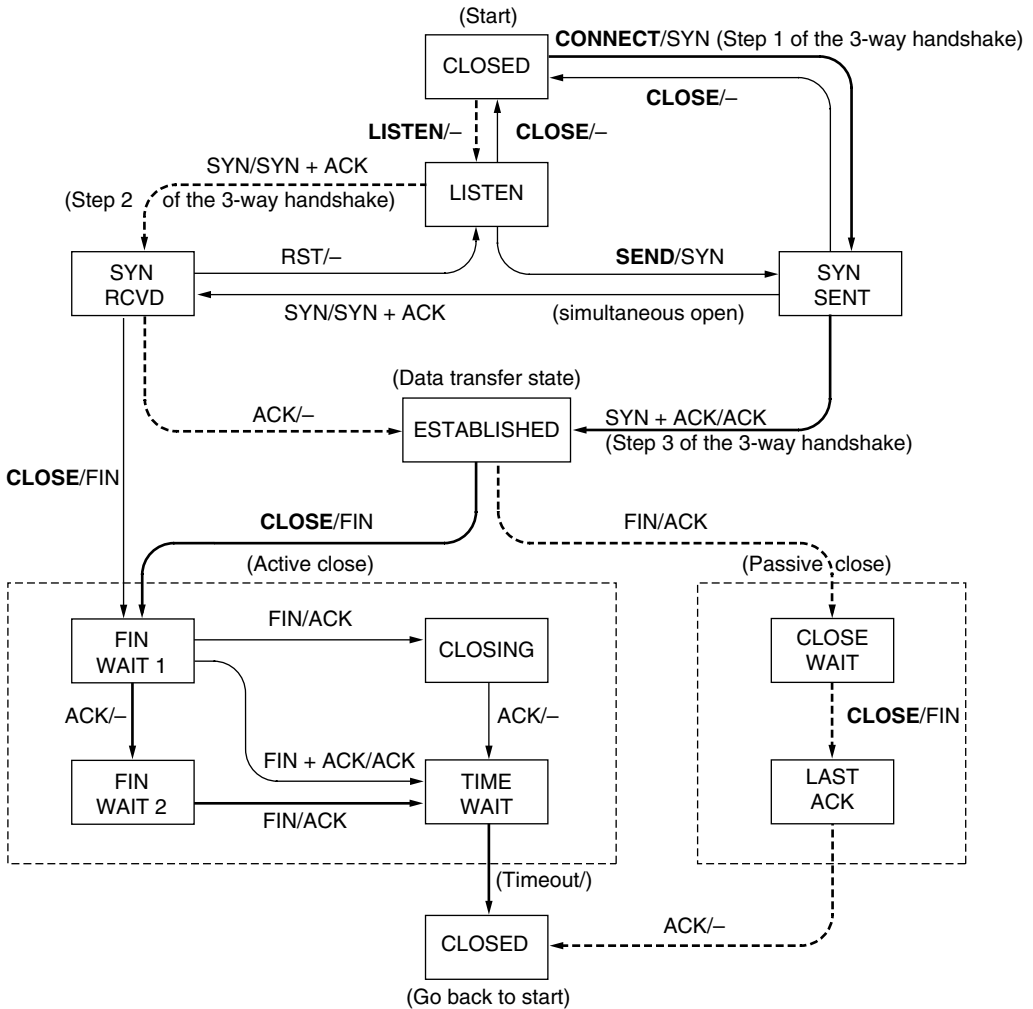 (Start)
CONNECT/SYN (Step 1 of the 3-way handshake)
CLOSED
CLOSE/–
LISTEN/–
CLOSE/–
SYN/SYN + ACK
(Step 2 of the 3-way handshake)
LISTEN
SYN
RCVD
RST/–
SEND/SYN
SYN
SENT
SYN/SYN + ACK
(simultaneous open)
(Data transfer state)
ACK/–
ESTABLISHED
SYN + ACK/ACK
(Step 3 of the 3-way handshake)
CLOSE/FIN
CLOSE/FIN
FIN/ACK
(Active close)
(Passive close)
FIN
WAIT 1
FIN/ACK
CLOSING
CLOSE
WAIT
ACK/–
ACK/–
CLOSE/FIN
FIN + ACK/ACK
FIN
WAIT 2
FIN/ACK
TIME
WAIT
LAST
ACK
(Timeout/)
CLOSED
ACK/–
(Go back to start)